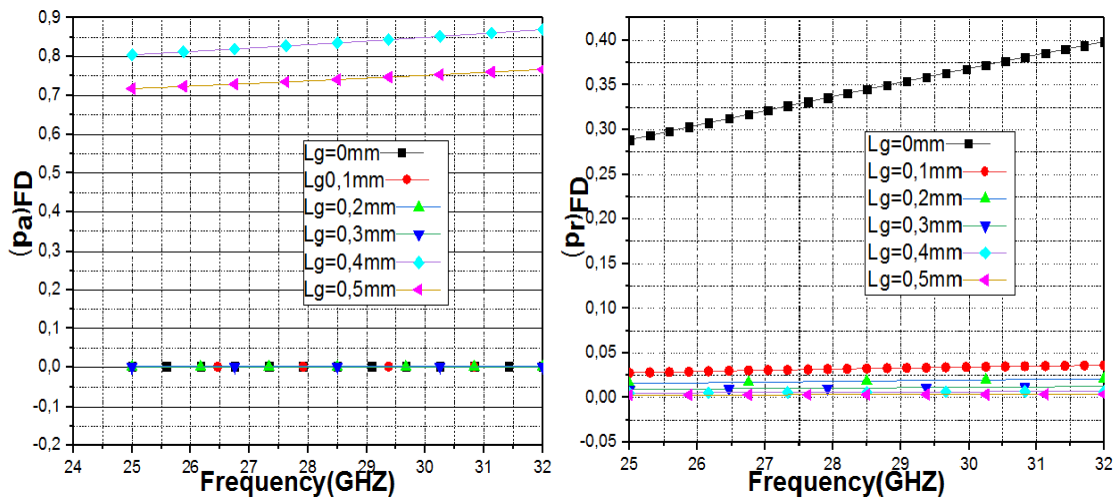 (pa)FD
0,9
0,8
0,7
0,6
0,5
0,4
0,3
0,2
0,1
0,0
-0,1
-0,2
24 25 26 27 28 29 30 31 32
Frequency(GHZ)
Lg=0mm
Lg0,1mm
Lg=0,2mm
Lg=0,3mm
Lg=0,4mm
Lg=0,5mm
(pr)FD
0,40
0,35
0,30
0,25
0,20
0,15
0,10
0,05
0,00
-0,05
25 26 27 28 29 30 31 32
Frequency(GHZ)
Lg=0mm
Lg=0,1mm
Lg=0,2mm
Lg=0,3mm
Lg=0,4mm
Lg=0,5mm